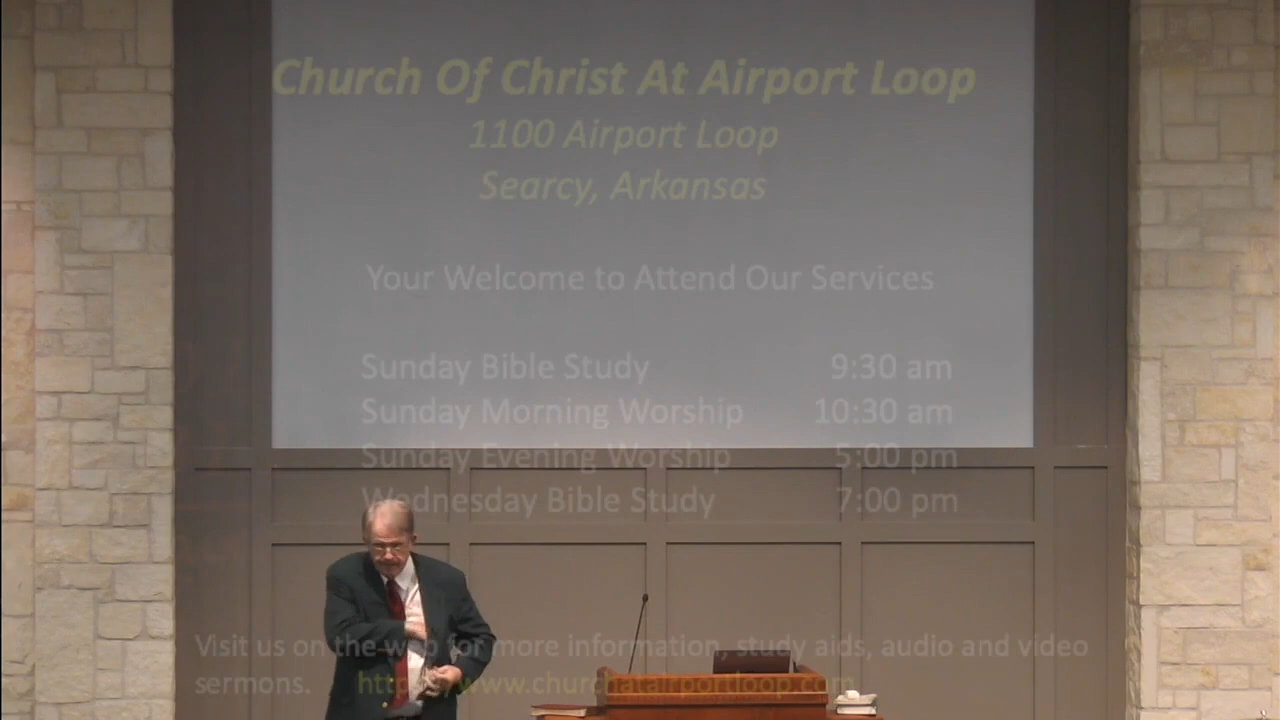 Church Of Christ At Airport Loop
1100 Airport Loop
Searcy, Arkansas
Your Welcome to Attend Our Services
Sunday Bible Study 9:30 am
Sunday Morning Worship 10:30 am
Sunday Evening Worship 5:00 pm
Wednesday Bible Study 7:00 pm
Visit us on the web for more information, study aids, audio and video
sermons. http://www.churchatairportloop.com